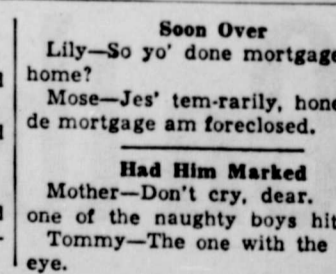 Soon Over
Lily—So yo' done mortgage
home?
Mose—Jes' tem-rarily, hone
de mortgage am foreclosed.
Had Him Marked
Mother—Don't cry, dear.
one of the naughty boys hit
Tommy—The one with the
eye.